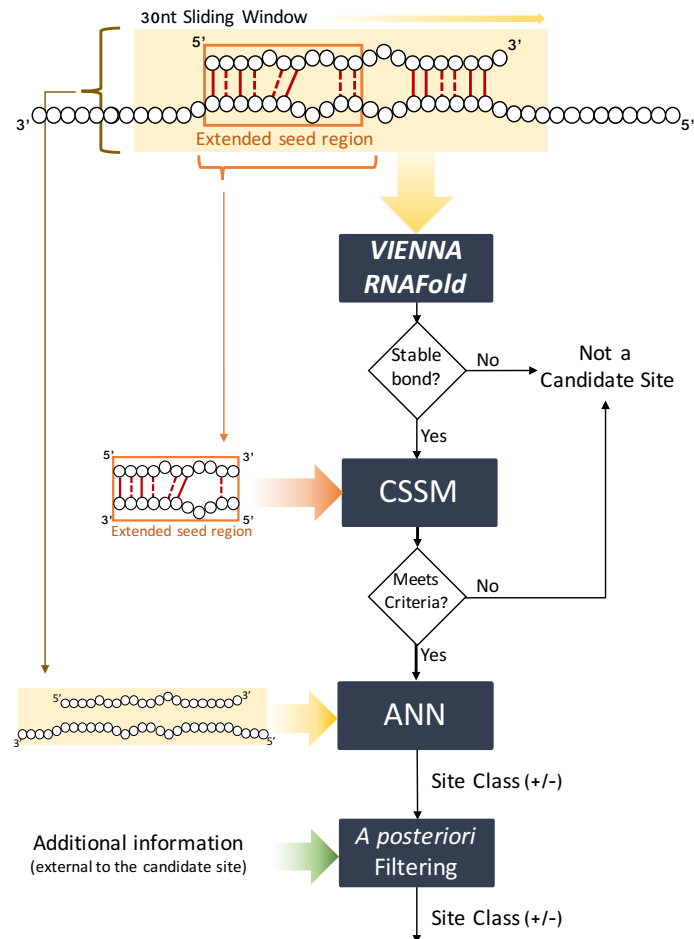 30nt Sliding Window
5’
3’
3’
5’
Extended seed region
VIENNA
RNAFold
Stable
bond?
No
Not a
Candidate Site
Yes
5’
3’
CSSM
3’
5’
Extended seed region
Meets
Criteria?
No
Yes
5’
3’
ANN
3’
5’
Site Class (+/-)
Additional information
(external to the candidate site)
A posteriori
Filtering
Site Class (+/-)